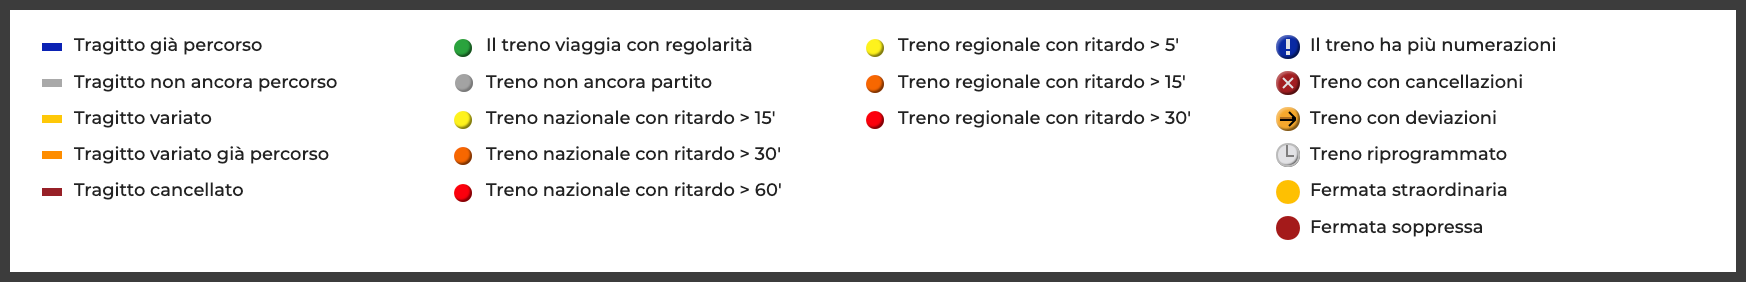 Tragitto già percorso
Tragitto non ancora percorso
Tragitto variato
Tragitto variato già percorso
Tragitto cancellato
Il treno viaggia con regolarità
Treno non ancora partito
Treno nazionale con ritardo > 15'
Treno nazionale con ritardo > 30'
Treno nazionale con ritardo > 60'
Treno regionale con ritardo > 5'
Treno regionale con ritardo > 15'
Treno regionale con ritardo > 30'
Il treno ha più numerazioni
Treno con cancellazioni
Treno con deviazioni
Treno riprogrammato
Fermata straordinaria
Fermata soppressa